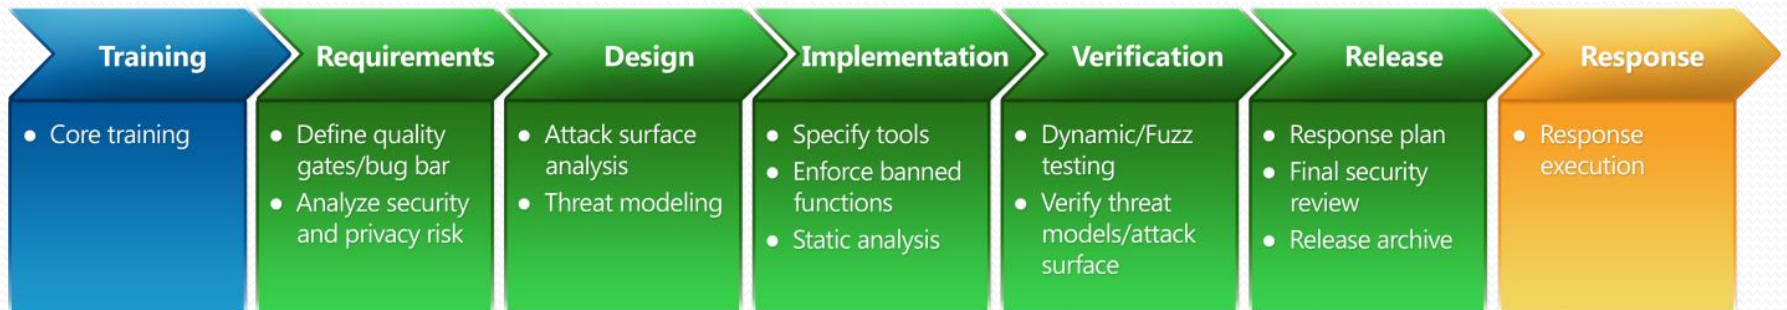 Training
● Core training
Requirements
● Define quality
gates/bug bar
● Analyze security
and privacy risk
Design
● Attack surface
analysis
● Threat modeling
Implementation
● Specify tools
● Enforce banned
functions
● Static analysis
Verification
● Dynamic/Fuzz
testing
● Verify threat
models/attack
surface
Release
● Response plan
● Final security
review
● Release archive
Response
● Response
execution